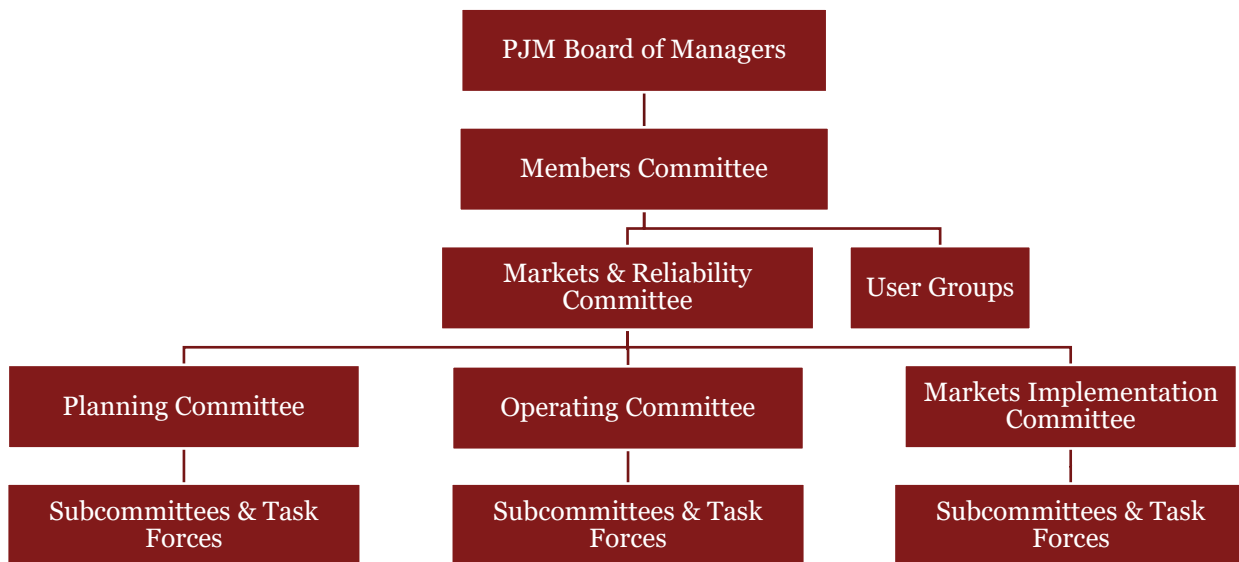 PJM Board of Managers
Members Committee
Markets & Reliability
Committee
User Groups
Planning Committee
Operating Committee
Markets Implementation
Committee
Subcommittees & Task
Forces
Subcommittees & Task
Forces
Subcommittees & Task
Forces